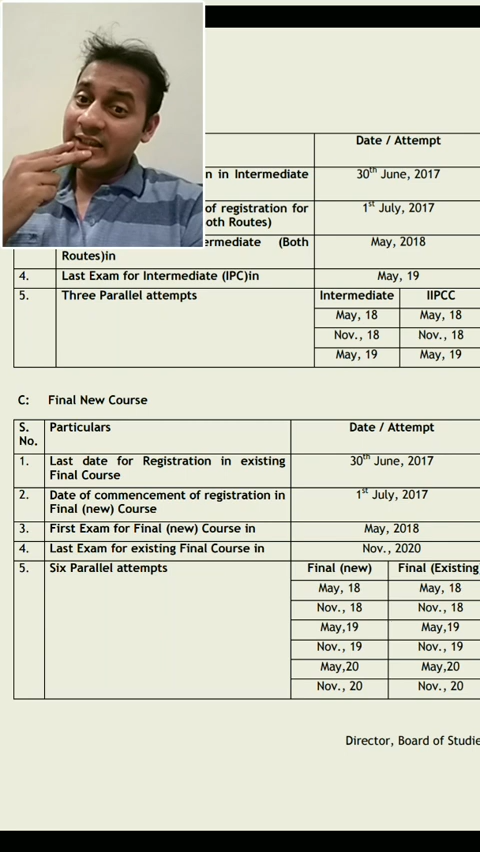 Date / Attempt
n in Intermediate
30th June, 2017
of registration for
oth Routes)
1st July, 2017
ermediate (Both
Routes)in
May, 2018
4. Last Exam for Intermediate (IPC)in May, 19
5. Three Parallel attempts Intermediate IIPCC
May, 18 May, 18
Nov., 18 Nov., 18
May, 19 May, 19
C: Final New Course
S. No. Particulars Date / Attempt
1. Last date for Registration in existing
Final Course
30th June, 2017
2. Date of commencement of registration in
Final (new) Course
1st July, 2017
3. First Exam for Final (new) Course in May, 2018
4. Last Exam for existing Final Course in Nov., 2020
5. Six Parallel attempts Final (new) Final (Existing
May, 18 May, 18
Nov., 18 Nov., 18
May,19 May,19
Nov., 19 Nov., 19
May,20 May,20
Nov., 20 Nov., 20
Director, Board of Studie